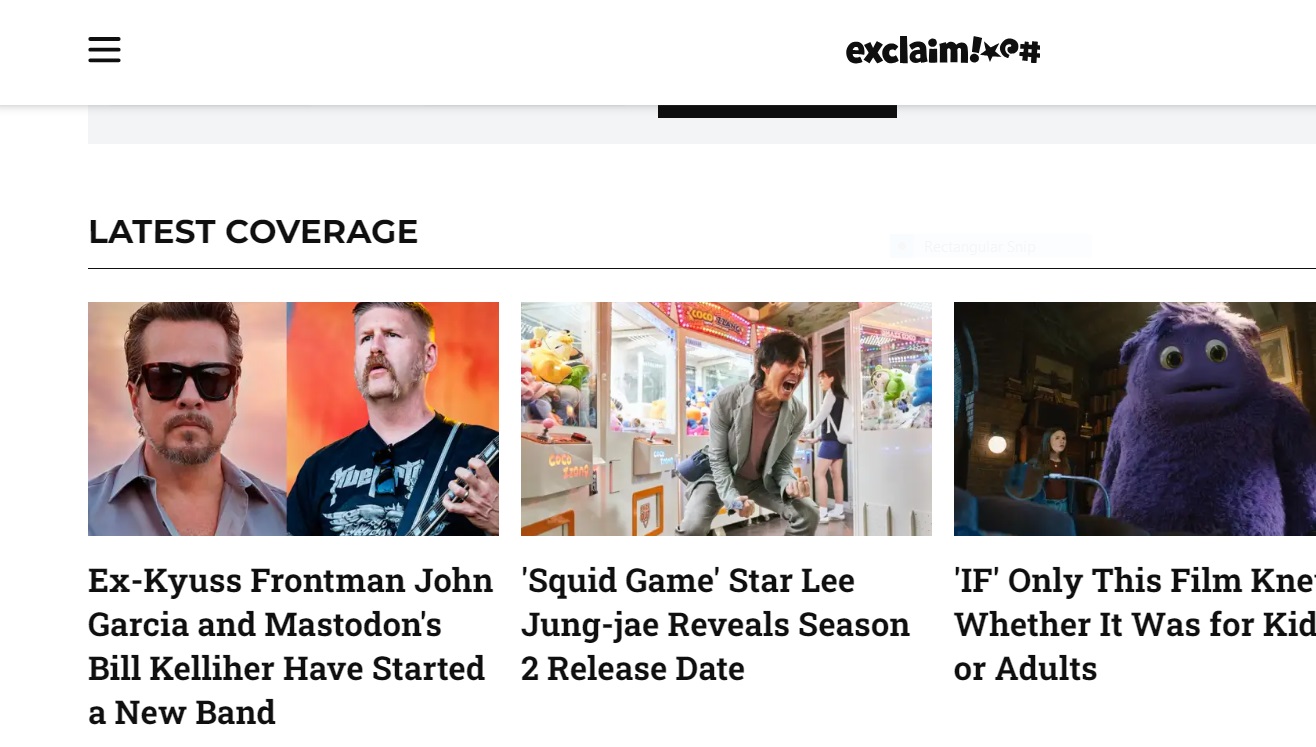 exclaim!
LATEST COVERAGE
Rectangular Snip
COCO
COCO
Ex-Kyuss Frontman John
Garcia and Mastodon's
Bill Kelliher Have Started
a New Band
'Squid Game' Star Lee
Jung-jae Reveals Season
2 Release Date
'IF' Only This Film Kne
Whether It Was for Kid
or Adults